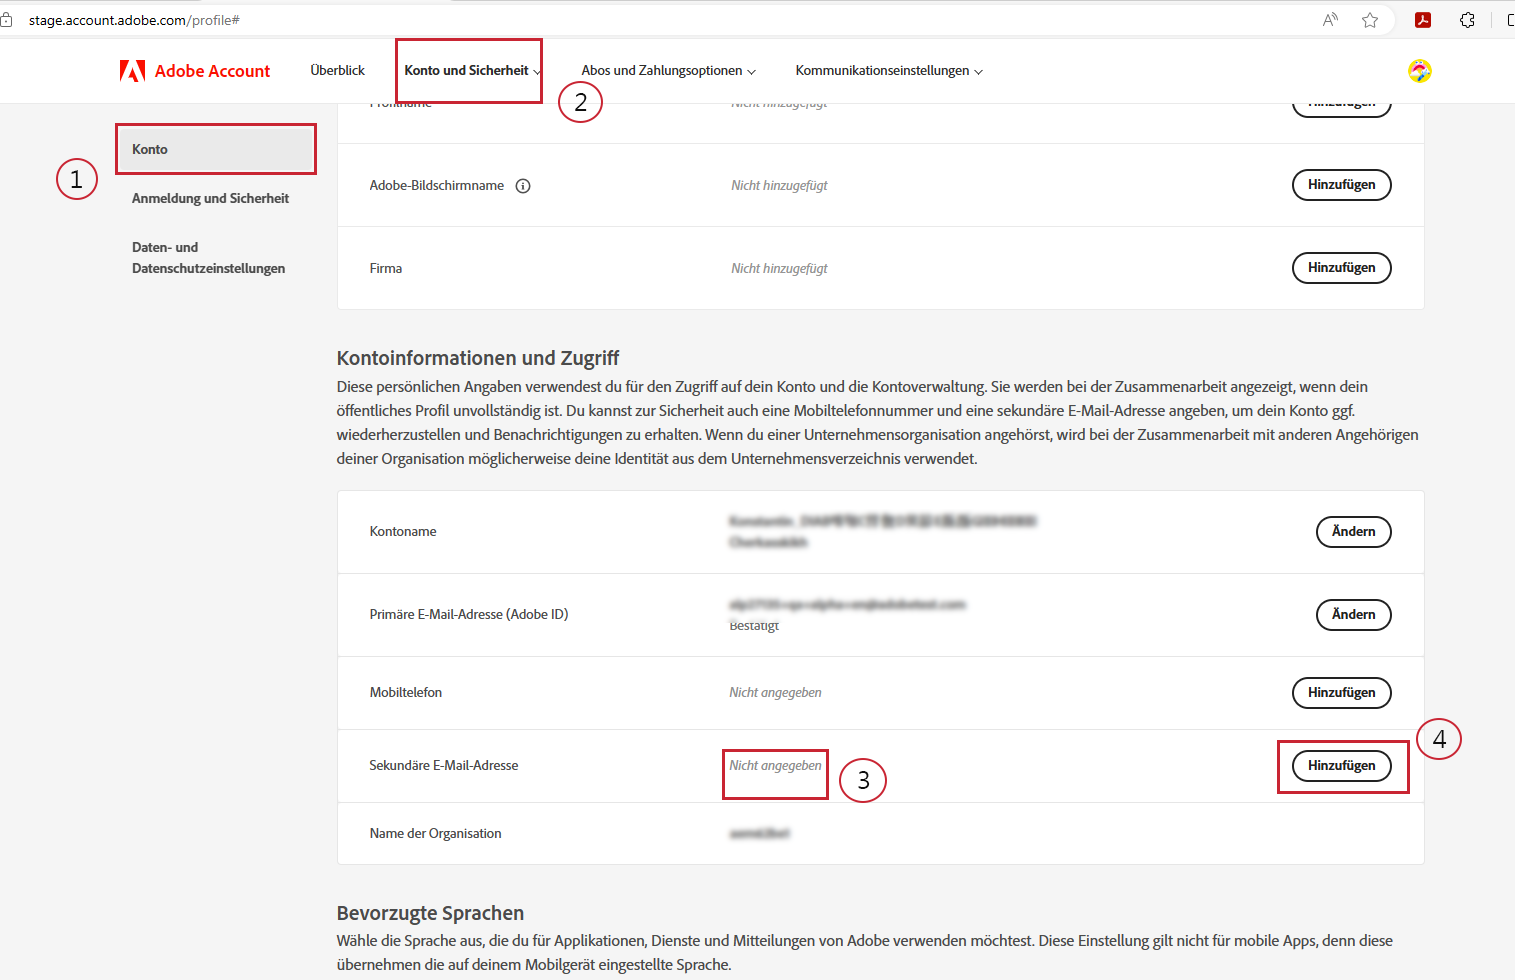 stage.account.adobe.com/profile#
Adobe Account
Überblick
Konto und Sicherheit
Abos und Zahlungsoptionen
Kommunikationseinstellungen
2
Profilname
Nicht hinzugefügt
Hinzufügen
Konto
1
Anmeldung und Sicherheit
Daten- und
Datenschutzeinstellungen
Adobe-Bildschirmname
Nicht hinzugefügt
Hinzufügen
Firma
Nicht hinzugefügt
Hinzufügen
Kontoinformationen und Zugriff
Diese persönlichen Angaben verwendest du für den Zugriff auf dein Konto und die Kontoverwaltung. Sie werden bei der Zusammenarbeit angezeigt, wenn dein
öffentliches Profil unvollständig ist. Du kannst zur Sicherheit auch eine Mobiltelefonnummer und eine sekundäre E-Mail-Adresse angeben, um dein Konto ggf.
wiederherzustellen und Benachrichtigungen zu erhalten. Wenn du einer Unternehmensorganisation angehörst, wird bei der Zusammenarbeit mit anderen Angehörigen
deiner Organisation möglicherweise deine Identität aus dem Unternehmensverzeichnis verwendet.
Kontoname
Ändern
Primäre E-Mail-Adresse (Adobe ID)
Bestätigt
Ändern
Mobiltelefon
Nicht angegeben
Hinzufügen
Sekundäre E-Mail-Adresse
Nicht angegeben
3
Hinzufügen
4
Name der Organisation
Bevorzugte Sprachen
Wähle die Sprache aus, die du für Applikationen, Dienste und Mitteilungen von Adobe verwenden möchtest. Diese Einstellung gilt nicht für mobile Apps, denn diese
übernehmen die auf deinem Mobilgerät eingestellte Sprache.